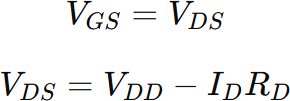 V_{GS} = V_{DS}
V_{DS} = V_{DD} − I_D R_D